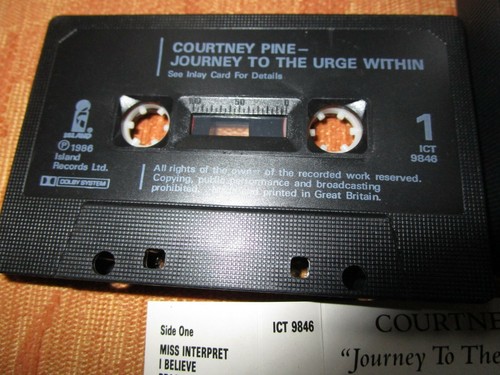 COURTNEY PINE—
JOURNEY TO THE URGE WITHIN
See Inlay Card For Details
100 50 0
ISLAND
Ⓟ 1986
Island
Records Ltd.
DOLBY SYSTEM
1
ICT
9846
All rights of the owner of the recorded work reserved.
Copying, public performance and broadcasting
prohibited. and printed in Great Britain.
Side One
ICT 9846
MISS INTERPRET
I BELIEVE
COURTNE
"Journey To The